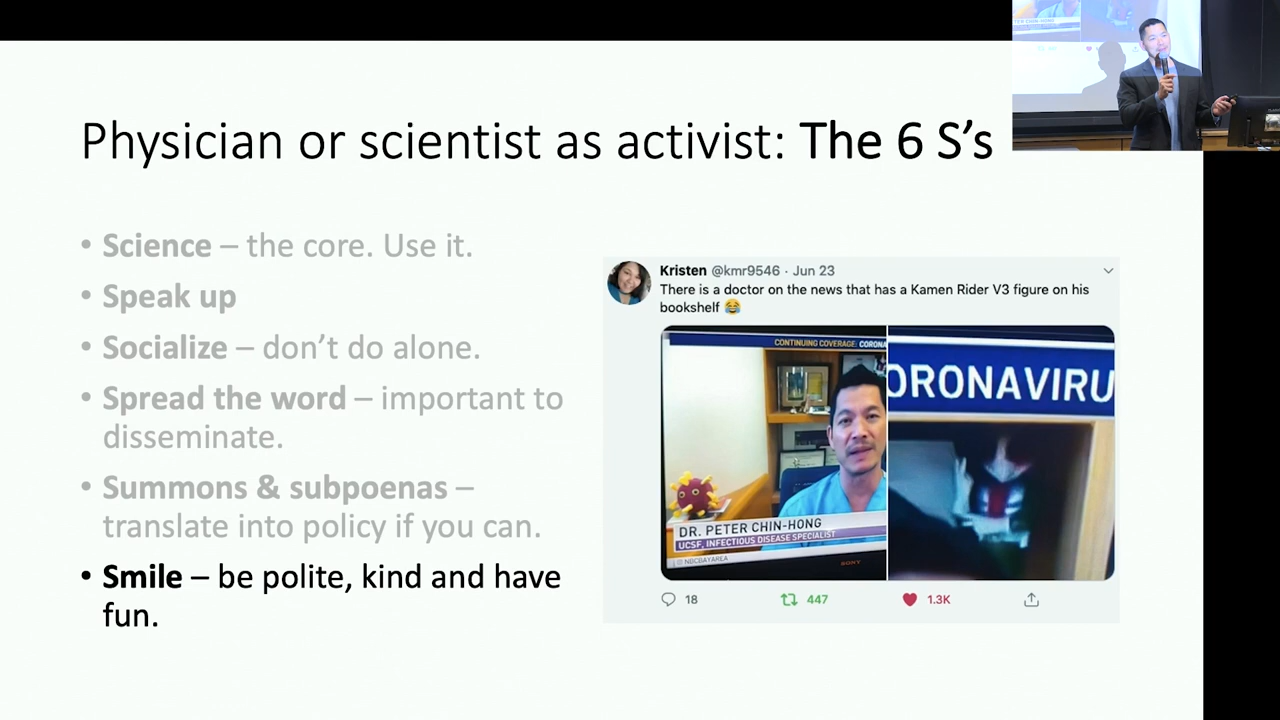 Physician or scientist as activist: The 6 S's
• Science – the core. Use it.
• Speak up
• Socialize – don't do alone.
• Spread the word – important to
disseminate.
• Summons & subpoenas –
translate into policy if you can.
• Smile – be polite, kind and have
fun.
Kristen @kmr9546 · Jun 23
There is a doctor on the news that has a Kamen Rider V3 figure on his
bookshelf 😂
CONTINUING COVERAGE: CORONA
ORONAVIRU
DR. PETER CHIN-HONG
UCSF, INFECTIOUS DISEASE SPECIALIST
NBCBAYAREA
SONY
18
447
1.3K